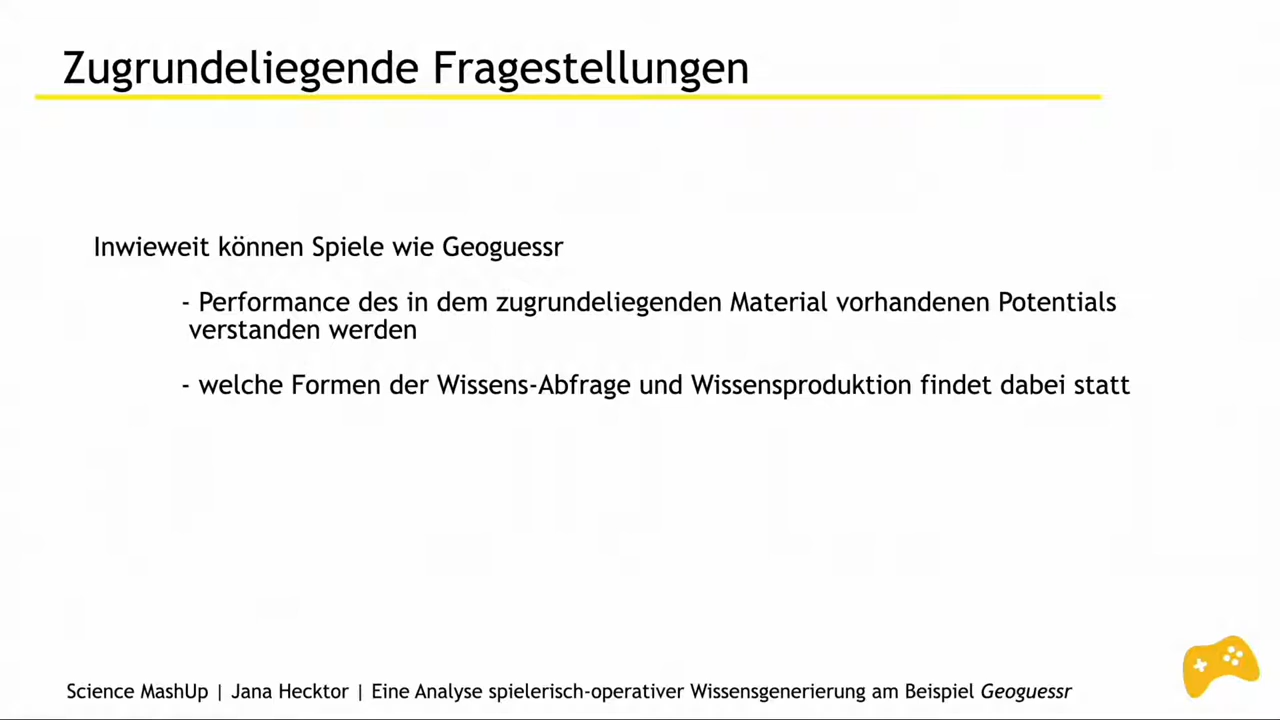 Zugrundeliegende Fragestellungen
Inwieweit können Spiele wie Geoguessr
- Performance des in dem zugrundeliegenden Material vorhandenen Potentials
verstanden werden
- welche Formen der Wissens-Abfrage und Wissensproduktion findet dabei statt
Science MashUp | Jana Hecktor | Eine Analyse spielerisch-operativer Wissensgenerierung am Beispiel Geoguessr